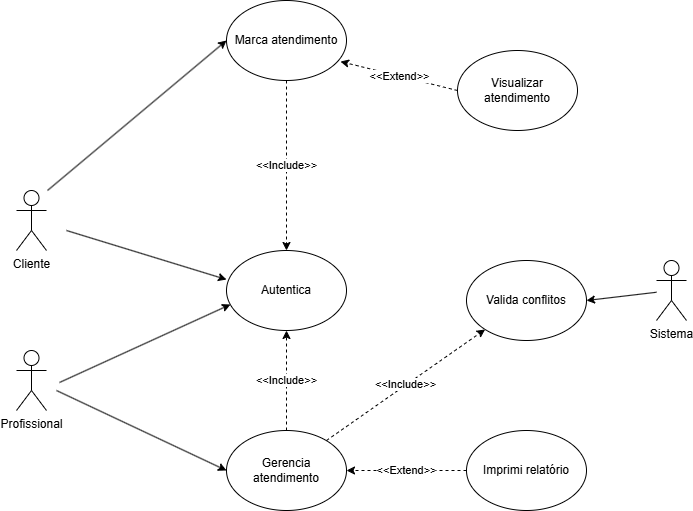 Marca atendimento
<<Extend>>
Visualizar
atendimento
<<Include>>
Cliente
Autentica
Valida conflitos
Sistema
<<Include>>
<<Include>>
Profissional
Gerencia
atendimento
<<Extend>>
Imprimi relatório